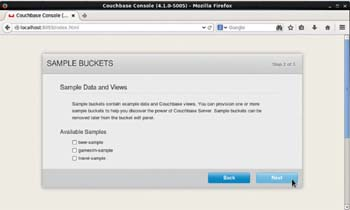 Couchbase Console (4.1.0-5005) - Mozilla Firefox
Couchbase Console (...
localhost:8091/index.html
Google
SAMPLE BUCKETS
Step 2 of 5
Sample Data and Views
Sample buckets contain example data and Couchbase views. You can provision one or more
sample buckets to help you discover the power of Couchbase Server. Sample buckets can be
removed later from the bucket edit panel.
Available Samples
beer-sample
gamesim-sample
travel-sample
Back
Next